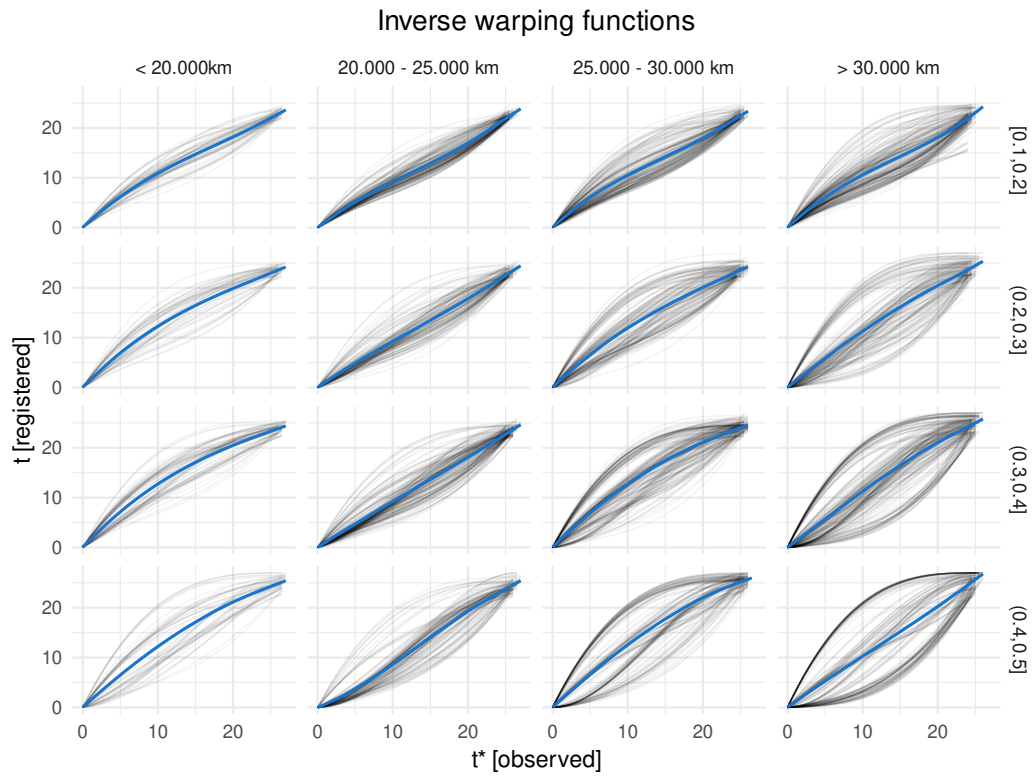 Inverse warping functions
< 20.000km
20.000 - 25.000 km
25.000 - 30.000 km
> 30.000 km
t [registered]
20
10
0
[0.1,0.2]
20
10
0
(0.2,0.3]
20
10
0
(0.3,0.4]
20
10
0
(0.4,0.5]
0 10 20 0 10 20 0 10 20 0 10 20
t* [observed]